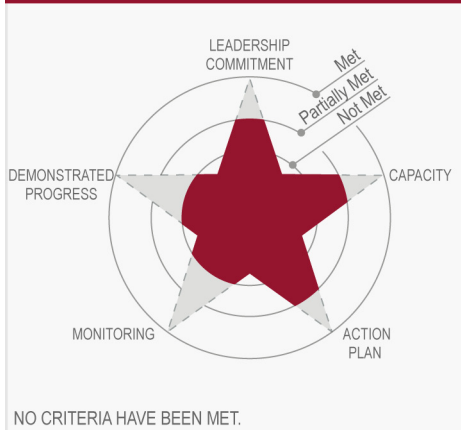 LEADERSHIP
COMMITMENT
Met
Partially Met
Not Met
DEMONSTRATED
PROGRESS
CAPACITY
MONITORING
ACTION
PLAN
NO CRITERIA HAVE BEEN MET.